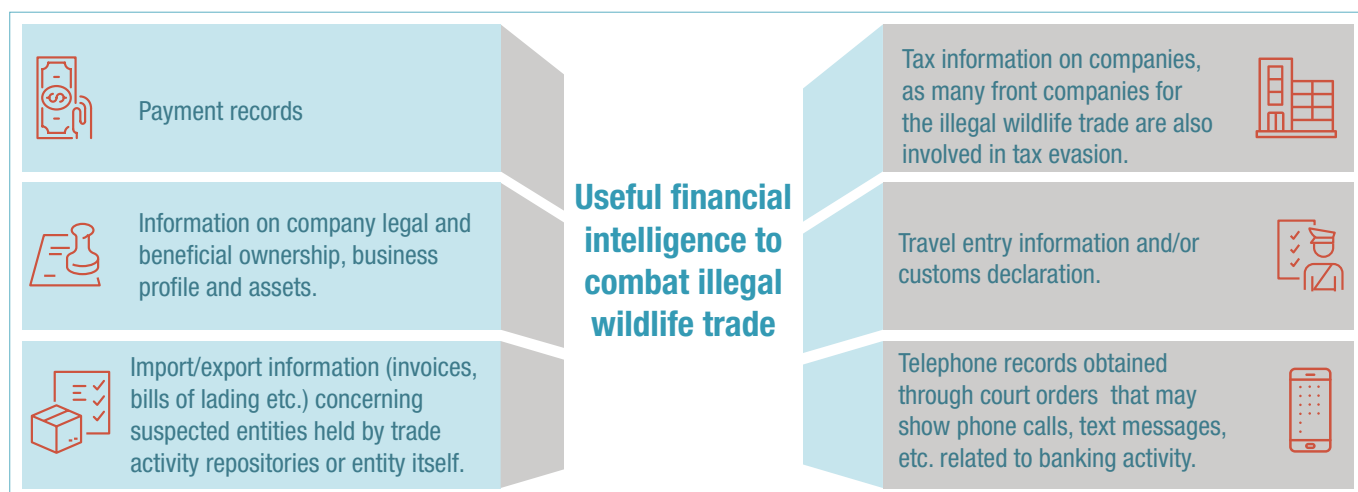 Payment records
Information on company legal and
beneficial ownership, business
profile and assets.
Import/export information (invoices,
bills of lading etc.) concerning
suspected entities held by trade
activity repositories or entity itself.
Useful financial
intelligence to
combat illegal
wildlife trade
Tax information on companies,
as many front companies for
the illegal wildlife trade are also
involved in tax evasion.
Travel entry information and/or
customs declaration.
Telephone records obtained
through court orders  that may
show phone calls, text messages,
etc. related to banking activity.